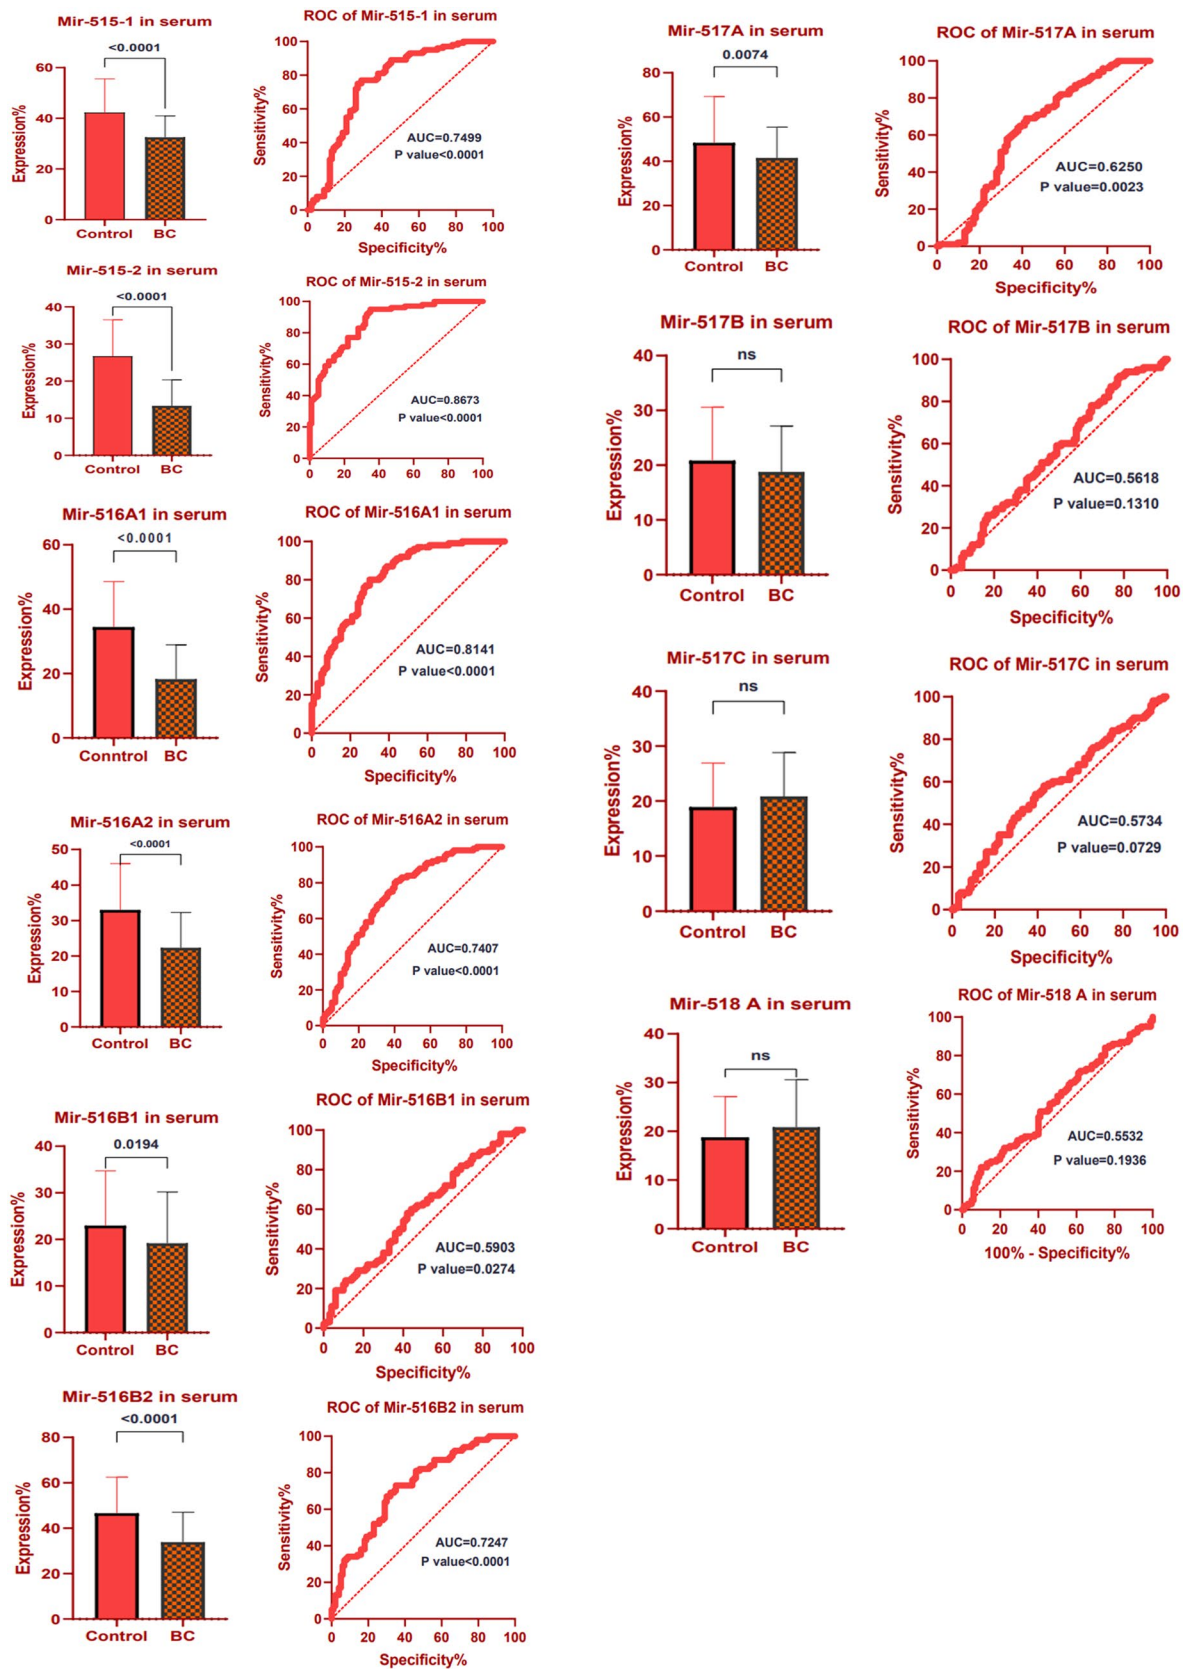 Mir-515-1 in serum
<0.0001
Expression%
60
40
20
0
Control BC
ROC of Mir-515-1 in serum
Sensitivity%
100
80
60
40
20
0
AUC=0.7499
P value<0.0001
0 20 40 60 80 100
Specificity%
Mir-515-2 in serum
<0.0001
Expression%
40
30
20
10
0
Control BC
ROC of Mir-515-2 in serum
Sensitivity%
100
80
60
40
20
0
AUC=0.8673
P value<0.0001
0 20 40 60 80 100
Specificity%
Mir-516A1 in serum
<0.0001
Expression%
60
40
20
0
Conntrol BC
ROC of Mir-516A1 in serum
Sensitivity%
100
80
60
40
20
0
AUC=0.8141
P value<0.0001
0 20 40 60 80 100
Specificity%
Mir-516A2 in serum
<0.0001
Expression%
50
40
30
20
10
0
Control BC
ROC of Mir-516A2 in serum
Sensitivity%
100
80
60
40
20
0
AUC=0.7407
P value<0.0001
0 20 40 60 80 100
Specificity%
Mir-516B1 in serum
0.0194
Expression%
40
30
20
10
0
Control BC
ROC of Mir-516B1 in serum
Sensitivity%
100
80
60
40
20
0
AUC=0.5903
P value=0.0274
0 20 40 60 80 100
Specificity%
Mir-516B2 in serum
<0.0001
Expression%
80
60
40
20
0
Control BC
ROC of Mir-516B2 in serum
Sensitivity%
100
80
60
40
20
0
AUC=0.7247
P value<0.0001
0 20 40 60 80 100
Specificity%
Mir-517A in serum
0.0074
Expression%
80
60
40
20
0
Control BC
ROC of Mir-517A in serum
Sensitivity%
100
80
60
40
20
0
AUC=0.6250
P value=0.0023
0 20 40 60 80 100
Specificity%
Mir-517B in serum
ns
Expression%
40
30
20
10
0
Control BC
ROC of Mir-517B in serum
Sensitivity%
100
80
60
40
20
0
AUC=0.5618
P value=0.1310
0 20 40 60 80 100
Specificity%
Mir-517C in serum
ns
Expression%
40
30
20
10
0
Control BC
ROC of Mir-517C in serum
Sensitivity%
100
80
60
40
20
0
AUC=0.5734
P value=0.0729
0 20 40 60 80 100
Specificity%
Mir-518 A in serum
ns
Expression%
40
30
20
10
0
Control BC
ROC of Mir-518 A in serum
Sensitivity%
100
80
60
40
20
0
AUC=0.5532
P value=0.1936
0 20 40 60 80 100
100% - Specificity%